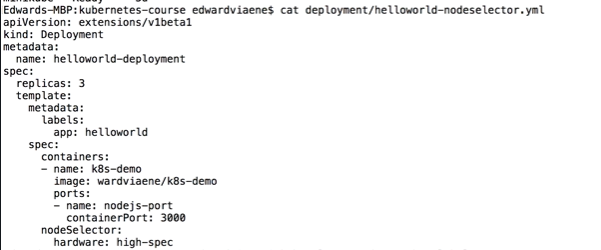 Edwards-MBP:kubernetes-course edwardviaene$ cat deployment/helloworld-nodeselector.yml
apiVersion: extensions/v1beta1
kind: Deployment
metadata:
  name: helloworld-deployment
spec:
  replicas: 3
  template:
    metadata:
      labels:
        app: helloworld
    spec:
      containers:
      - name: k8s-demo
        image: wardviaene/k8s-demo
        ports:
        - name: nodejs-port
          containerPort: 3000
      nodeSelector:
        hardware: high-spec